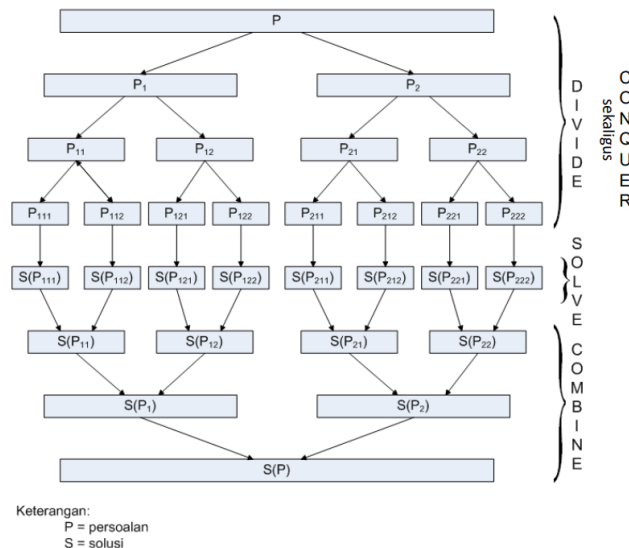 P
P₁ P₂
P₁₁ P₁₂ P₂₁ P₂₂
P₁₁₁ P₁₁₂ P₁₂₁ P₁₂₂ P₂₁₁ P₂₁₂ P₂₂₁ P₂₂₂
S(P₁₁₁) S(P₁₁₂) S(P₁₂₁) S(P₁₂₂) S(P₂₁₁) S(P₂₁₂) S(P₂₂₁) S(P₂₂₂)
S(P₁₁) S(P₁₂) S(P₂₁) S(P₂₂)
S(P₁) S(P₂)
S(P)
DIVIDE
sekaligus
CONQUER
SOLVE
COMBINE
Keterangan:
P = persoalan
S = solusi